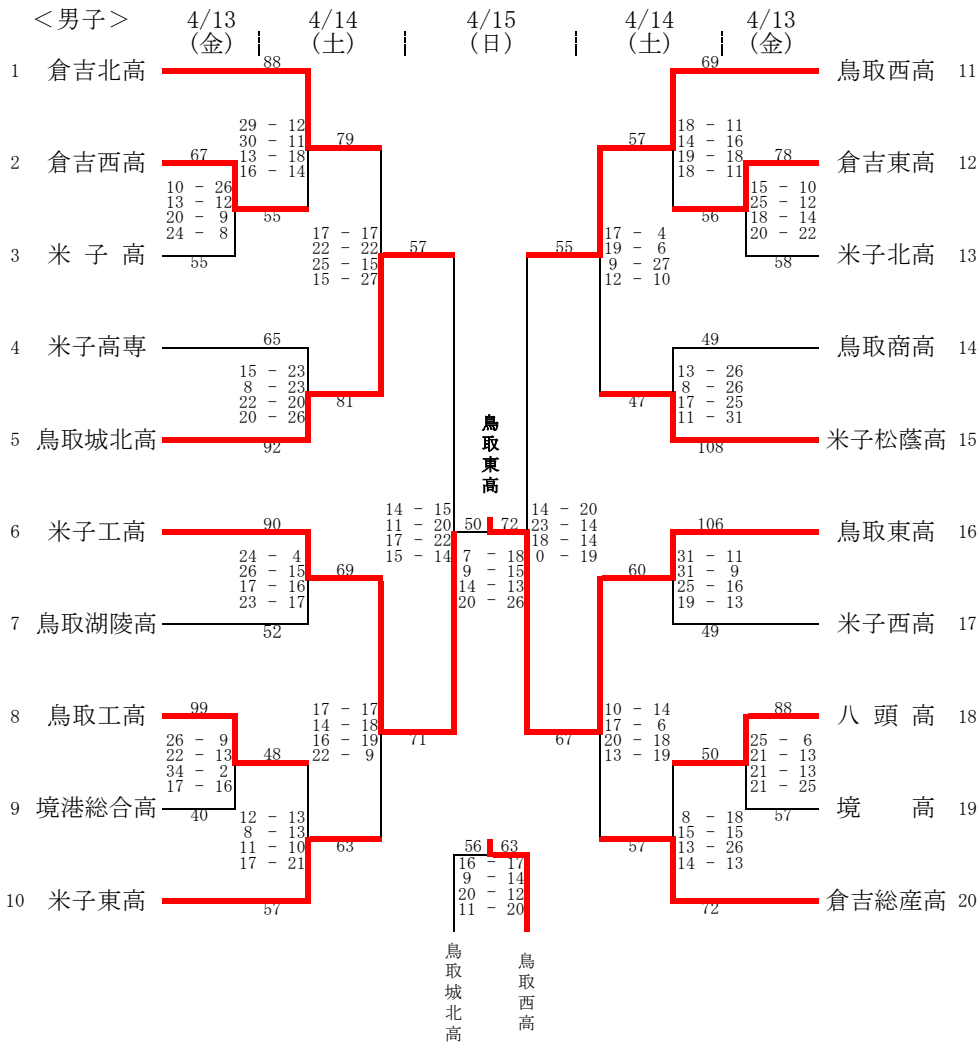 ＜男子＞
4/13 4/14 4/15 4/14 4/13
(金) (土) (日) (土) (金)
1 倉吉北高
88
2 倉吉西高
67
10 - 26
13 - 12
20 - 9
24 - 8
3 米子高
55
29 - 12
30 - 11
13 - 18
16 - 14
55
79
4 米子高専
65
15 - 23
8 - 23
22 - 20
20 - 26
5 鳥取城北高
92
81
17 - 17
22 - 22
25 - 15
15 - 27
57
6 米子工高
90
24 - 4
26 - 15
17 - 16
23 - 17
7 鳥取湖陵高
52
69
8 鳥取工高
99
26 - 9
22 - 13
34 - 2
17 - 16
9 境港総合高
40
48
12 - 13
8 - 13
11 - 10
17 - 21
10 米子東高
57
63
17 - 17
14 - 18
16 - 19
22 - 9
71
14 - 15
11 - 20
17 - 22
15 - 14
鳥取東高
50 72
7 - 18
9 - 15
14 - 13
20 - 26
14 - 20
23 - 14
18 - 14
0 - 19
56 63
16 - 17
9 - 14
20 - 12
11 - 20
鳥取城北高
鳥取西高
69
鳥取西高 11
57
18 - 11
14 - 16
19 - 18
18 - 11
78
倉吉東高 12
15 - 10
25 - 12
18 - 14
20 - 22
56
58
米子北高 13
55
17 - 4
19 - 6
9 - 27
12 - 10
49
鳥取商高 14
13 - 26
8 - 26
17 - 25
11 - 31
47
108
米子松蔭高 15
106
鳥取東高 16
31 - 11
31 - 9
25 - 16
19 - 13
60
49
米子西高 17
67
10 - 14
17 - 6
20 - 18
13 - 19
88
八頭高 18
25 - 6
21 - 13
21 - 13
21 - 25
50
57
境高 19
8 - 18
15 - 15
13 - 26
14 - 13
57
72
倉吉総産高 20